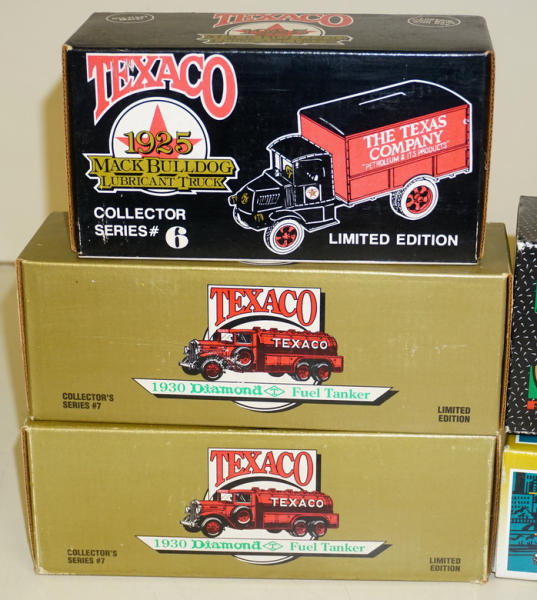 TEXACO
1925
MACK BULLDOG
LUBRICANT TRUCK
COLLECTOR
SERIES# 6
THE TEXAS
COMPANY
"PETROLEUM & ITS PRODUCTS"
LIMITED EDITION
TEXACO
TEXACO
1930 Diamond T Fuel Tanker
COLLECTOR'S
SERIES #7
LIMITED
EDITION
TEXACO
TEXACO
1930 Diamond T Fuel Tanker
COLLECTOR'S
SERIES #7
LIMITED
EDITION